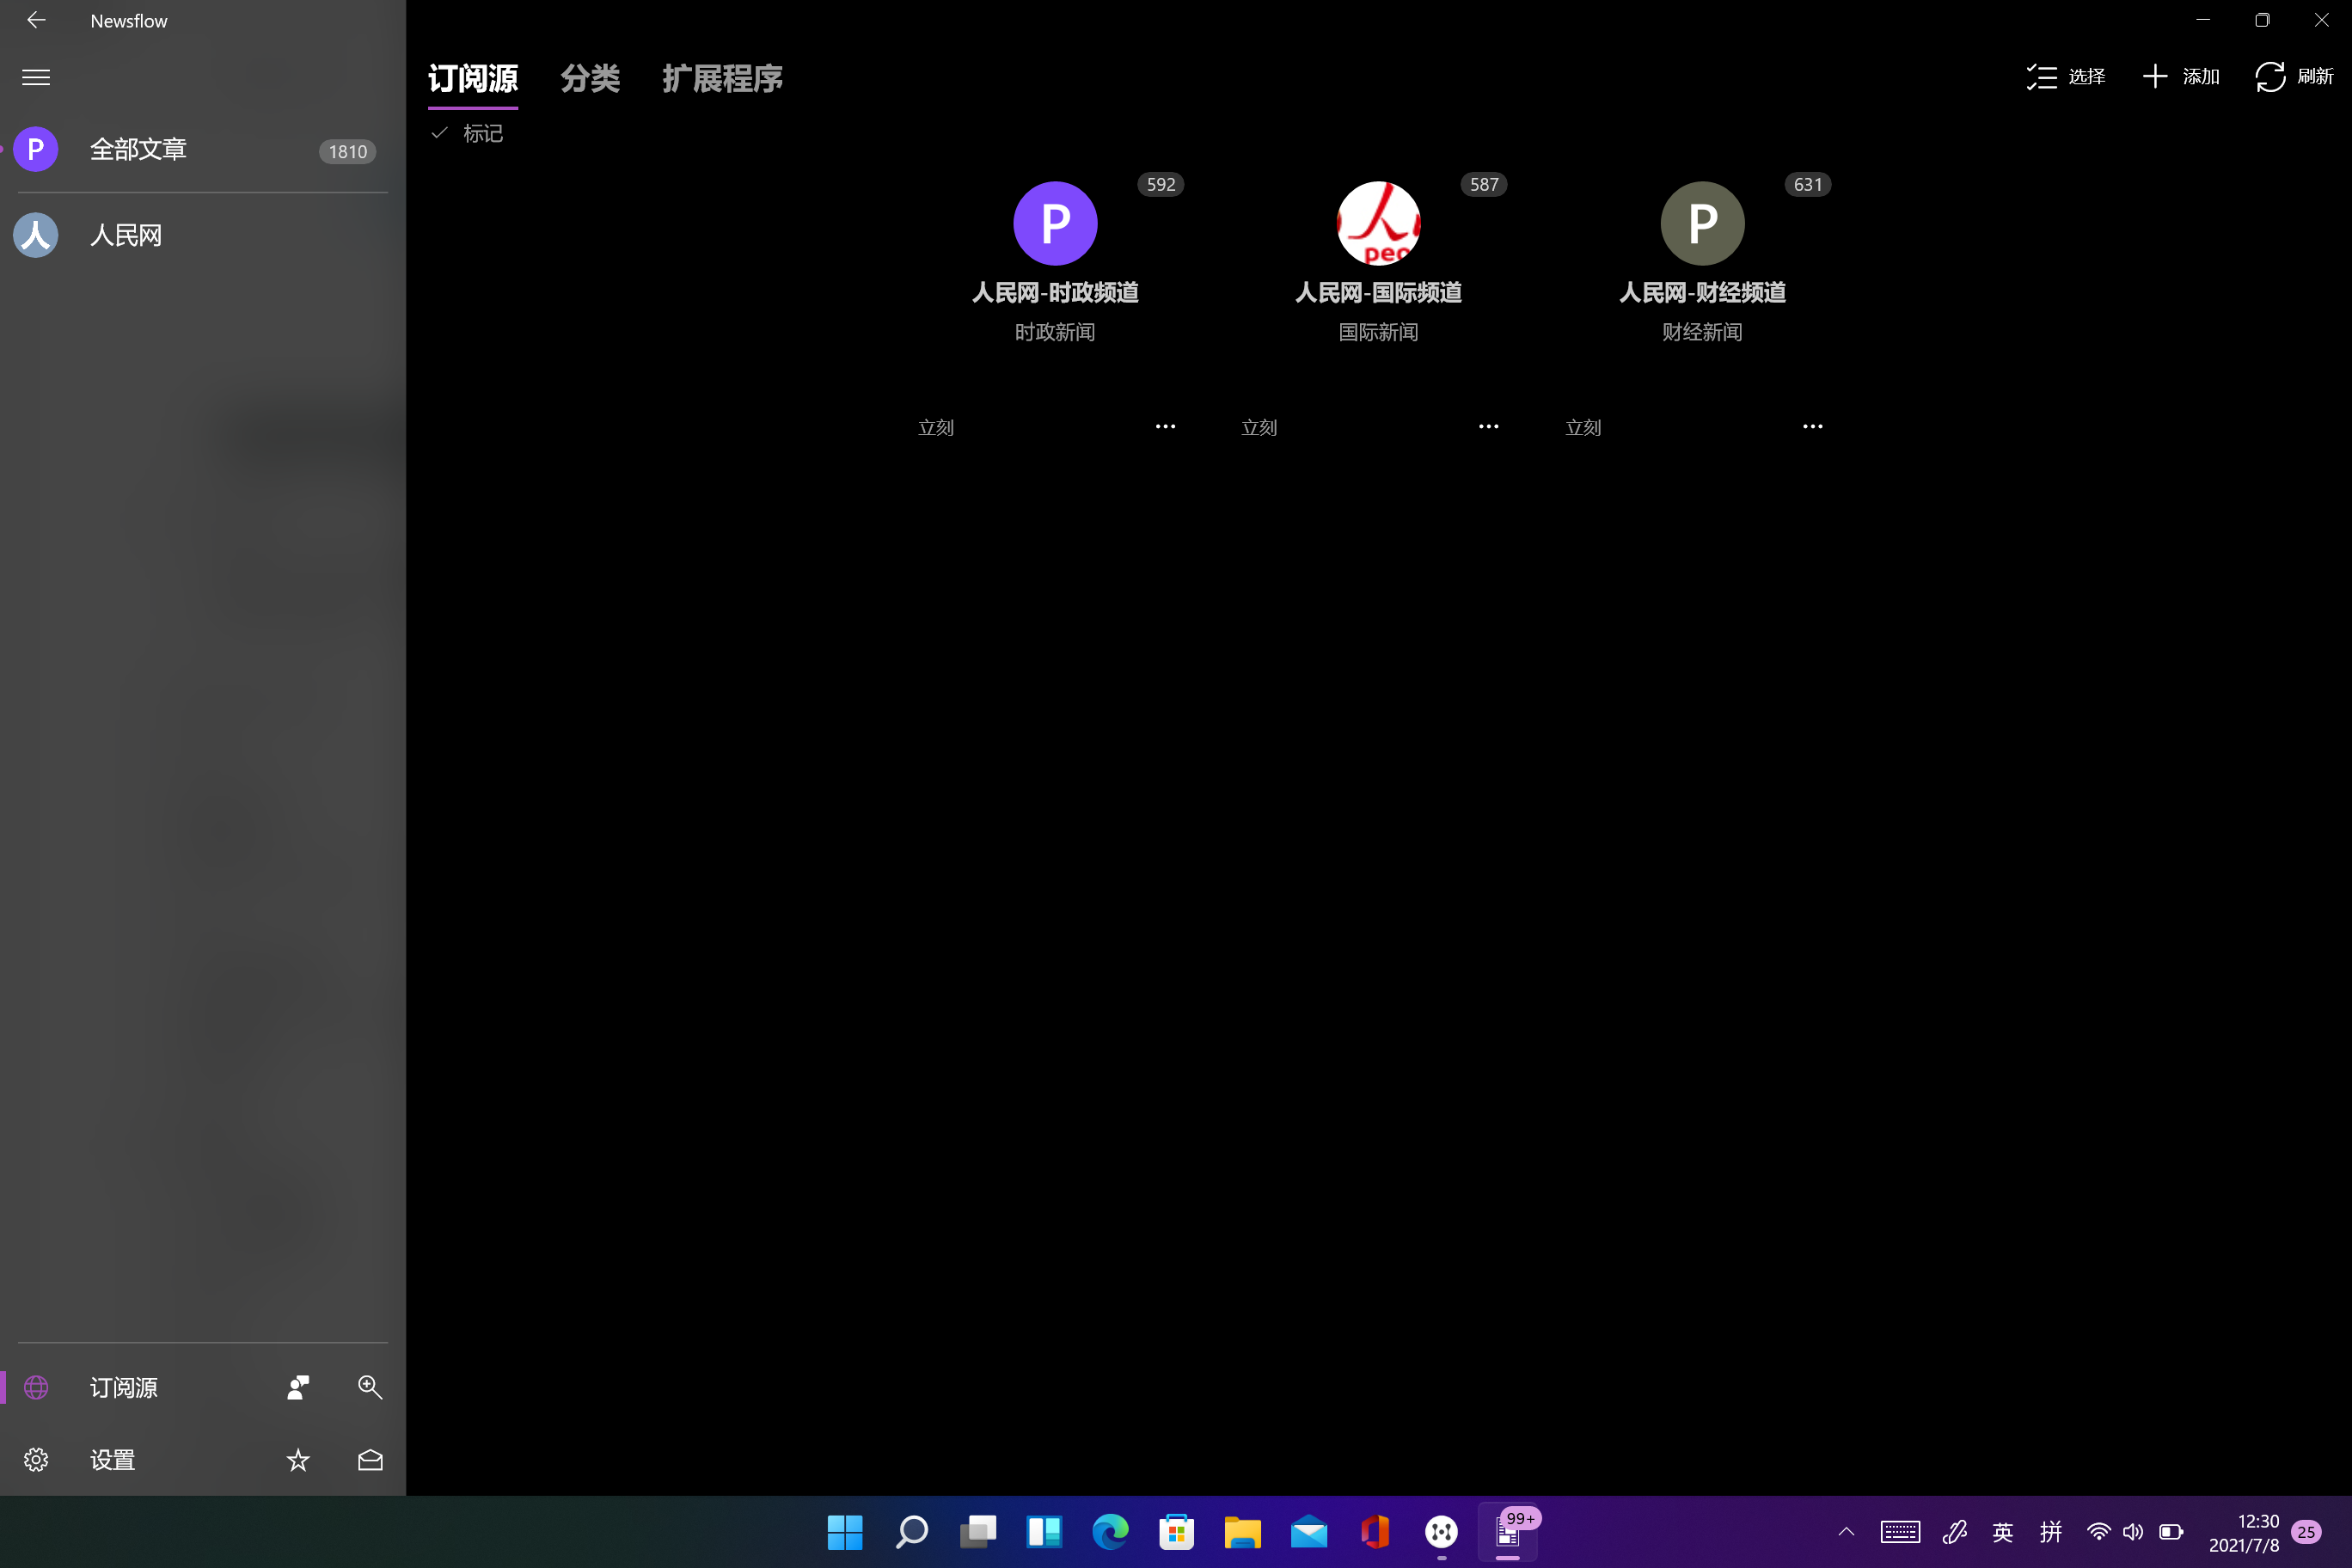 Newsflow
P 全部文章 1810
人 人民网
订阅源 分类 扩展程序
选择 添加 刷新
标记
592 587 631
P 人 peo P
人民网-时政频道 人民网-国际频道 人民网-财经频道
时政新闻 国际新闻 财经新闻
立刻 立刻 立刻
订阅源
设置
99+
英 拼
12:30
2021/7/8
25